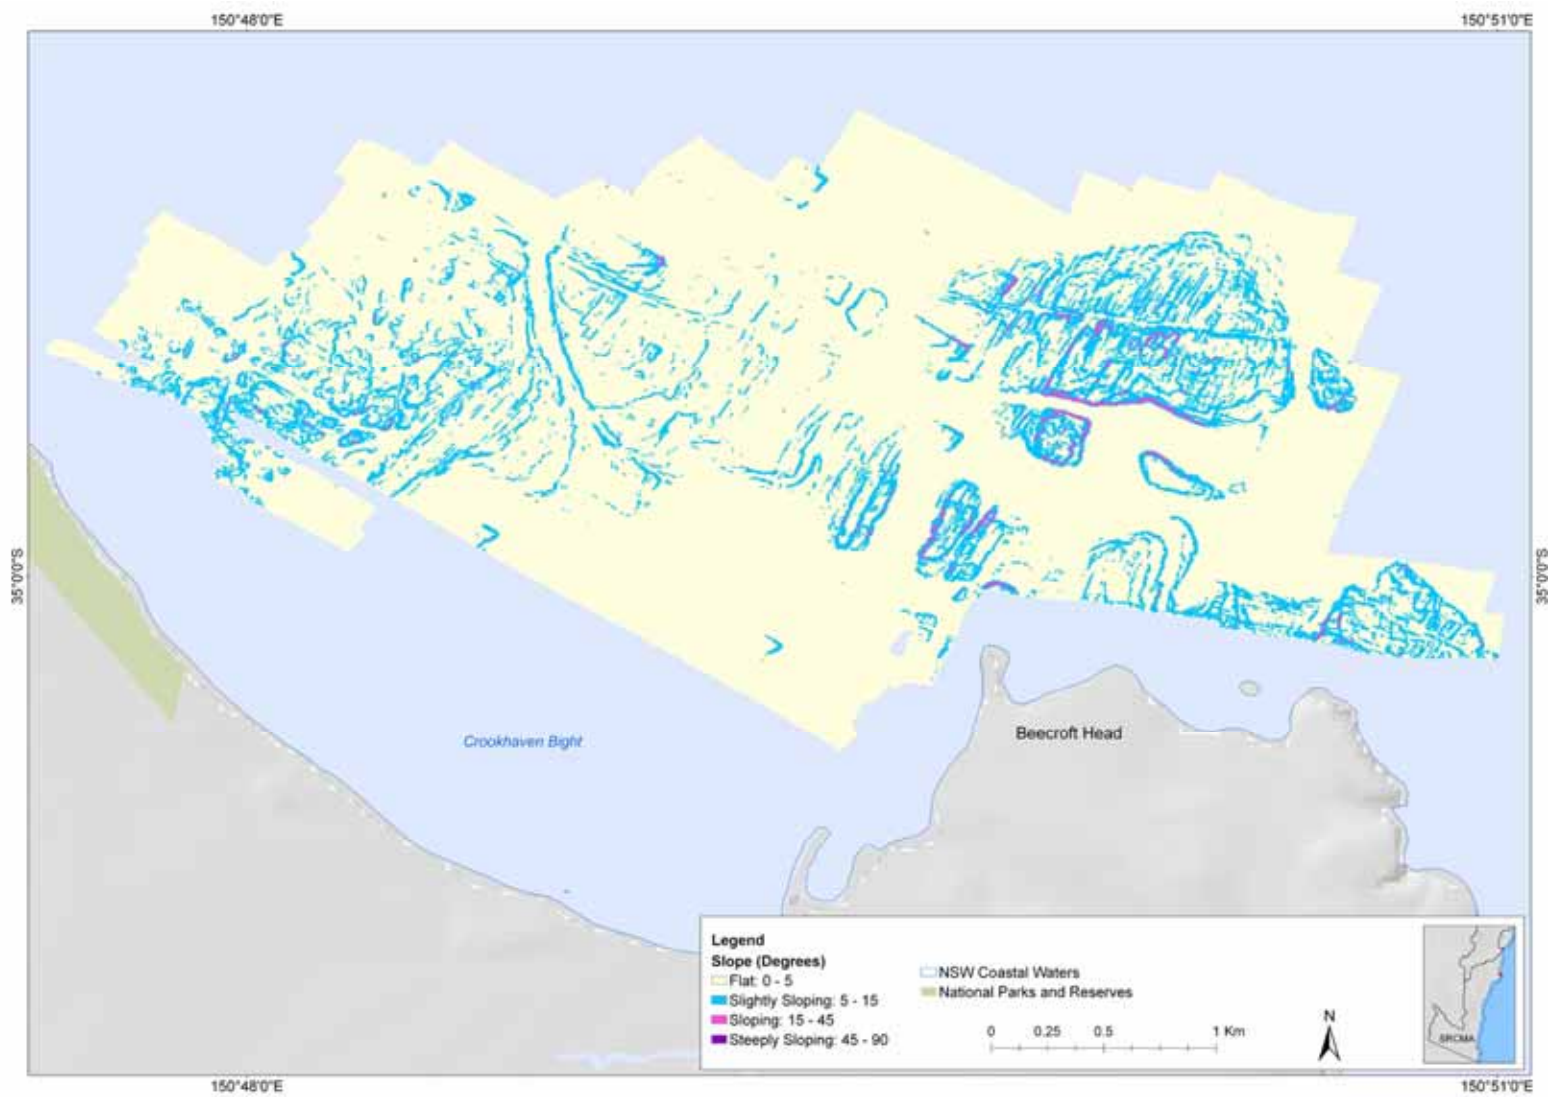 150°48'0"E
150°51'0"E
35°0'0"S
35°0'0"S
Crookhaven Bight
Beecroft Head
Legend
Slope (Degrees)
Flat: 0 - 5
Slightly Sloping: 5 - 15
Sloping: 15 - 45
Steeply Sloping: 45 - 90
NSW Coastal Waters
National Parks and Reserves
0 0.25 0.5 1 Km
N
SRCMA
150°48'0"E
150°51'0"E